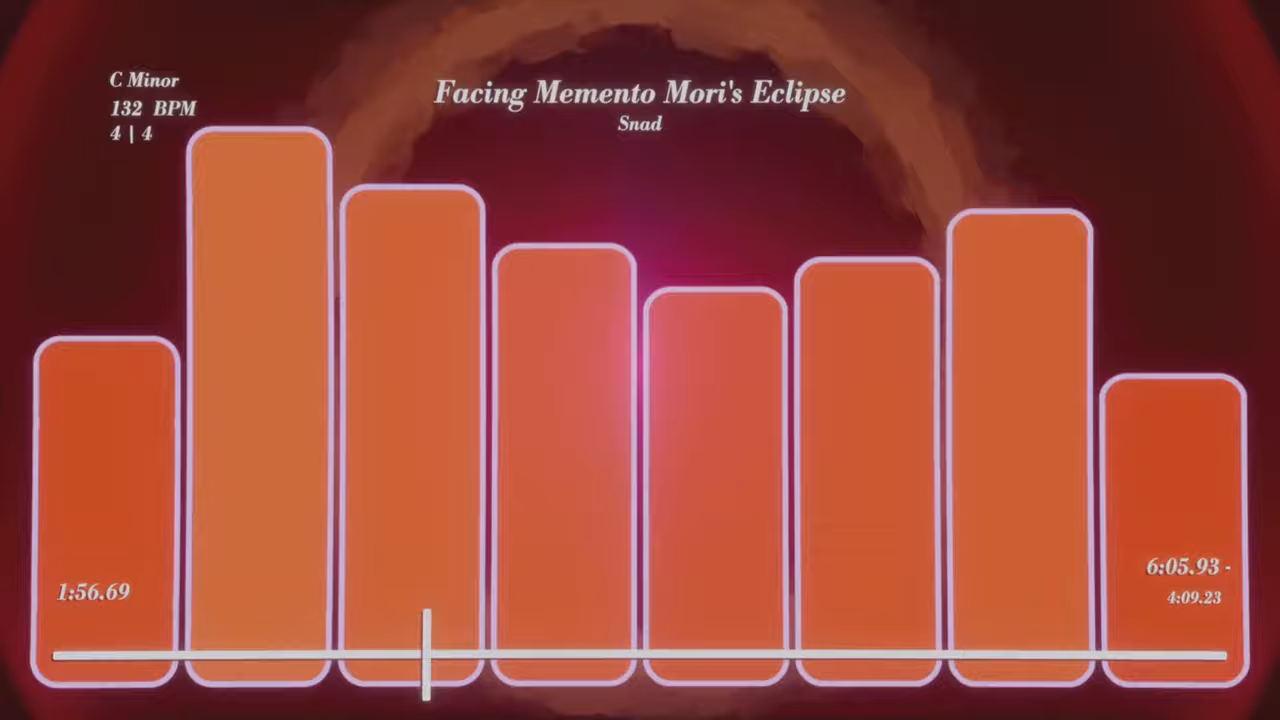 C Minor
132 BPM
4 | 4
Facing Memento Mori's Eclipse
Snad
1:56.69
6:05.93 -
4:09.23